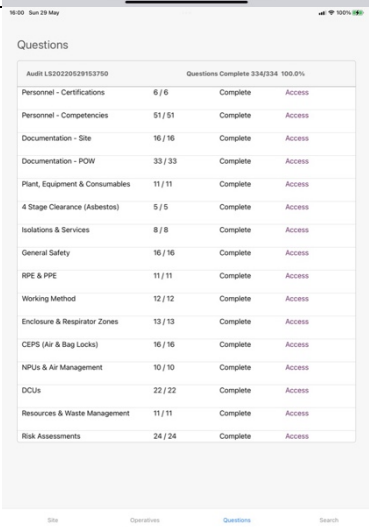 16:00 Sun 29 May 100%
Questions
Audit LS20220529153750 Questions Complete 334/334 100.0%
Personnel - Certifications 6 / 6 Complete Access
Personnel - Competencies 51 / 51 Complete Access
Documentation - Site 16 / 16 Complete Access
Documentation - POW 33 / 33 Complete Access
Plant, Equipment & Consumables 11 / 11 Complete Access
4 Stage Clearance (Asbestos) 5 / 5 Complete Access
Isolations & Services 8 / 8 Complete Access
General Safety 16 / 16 Complete Access
RPE & PPE 11 / 11 Complete Access
Working Method 12 / 12 Complete Access
Enclosure & Respirator Zones 13 / 13 Complete Access
CEPS (Air & Bag Locks) 16 / 16 Complete Access
NPUs & Air Management 10 / 10 Complete Access
DCUs 22 / 22 Complete Access
Resources & Waste Management 11 / 11 Complete Access
Risk Assessments 24 / 24 Complete Access
Site Operatives Questions Search